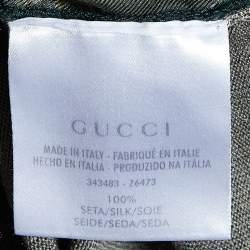 GUCCI
MADE IN ITALY - FABRIQUÉ EN ITALIE
HECHO EN ITALIA - PRODUZIDO NA ITÁLIA
343483 - 26473
100%
SETA/SILK/SOIE
SEIDE/SEDA/SEDA